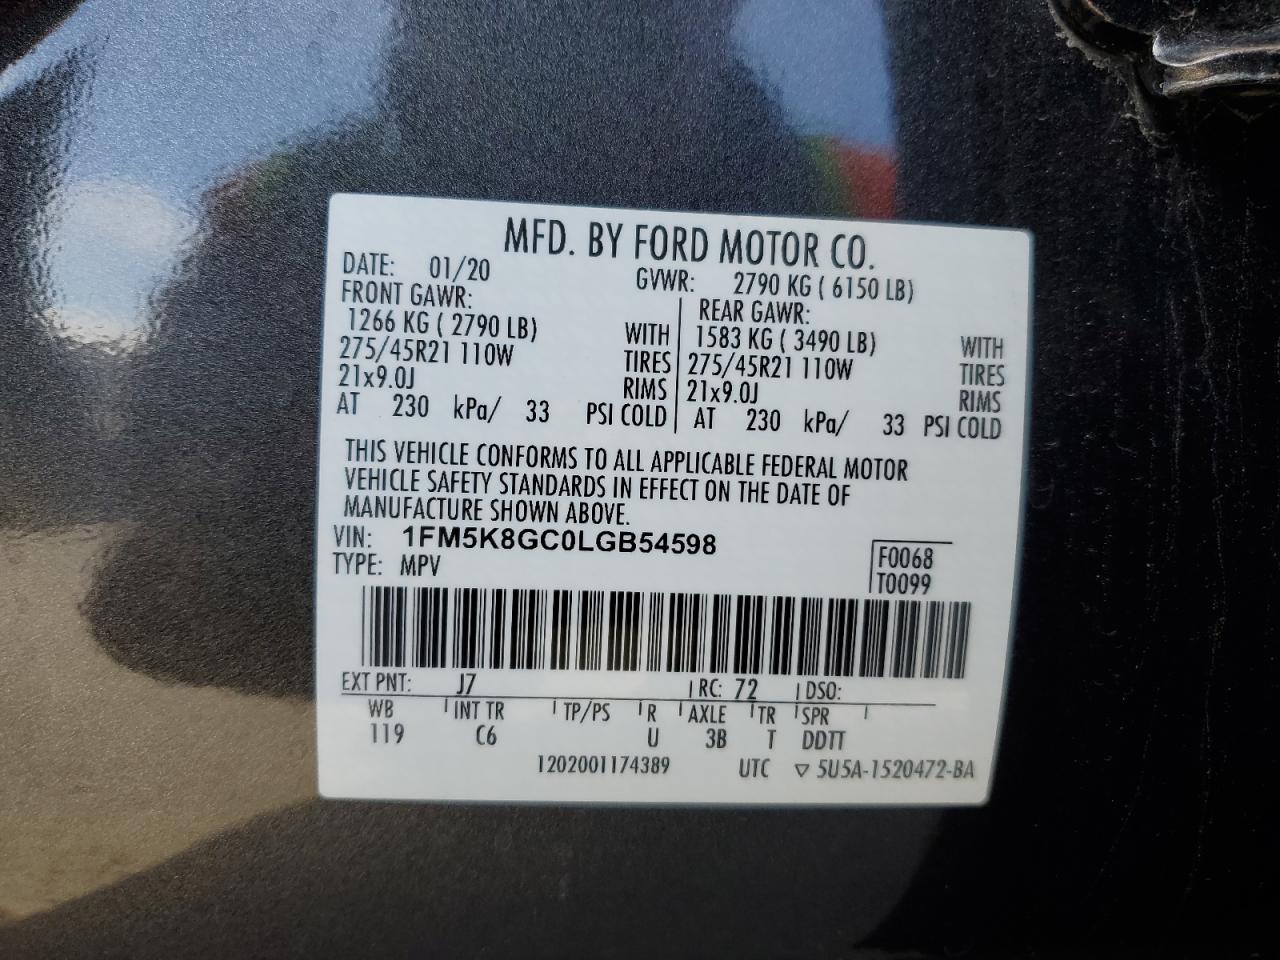 MFD. BY FORD MOTOR CO.
DATE: 01/20 GVWR: 2790 KG ( 6150 LB)
FRONT GAWR: REAR GAWR:
1266 KG ( 2790 LB) WITH 1583 KG ( 3490 LB) WITH
275/45R21 110W TIRES 275/45R21 110W TIRES
21x9.0J RIMS 21x9.0J RIMS
AT 230 kPa/ 33 PSI COLD AT 230 kPa/ 33 PSI COLD
THIS VEHICLE CONFORMS TO ALL APPLICABLE FEDERAL MOTOR
VEHICLE SAFETY STANDARDS IN EFFECT ON THE DATE OF
MANUFACTURE SHOWN ABOVE.
VIN: 1FM5K8GC0LGB54598 F0068
TYPE: MPV T0099
EXT PNT: J7 RC: 72 DSO:
WB INT TR TP/PS R AXLE TR SPR
119 C6 U 3B T DDTT
1202001174389 UTC ▽ 5U5A-1520472-BA